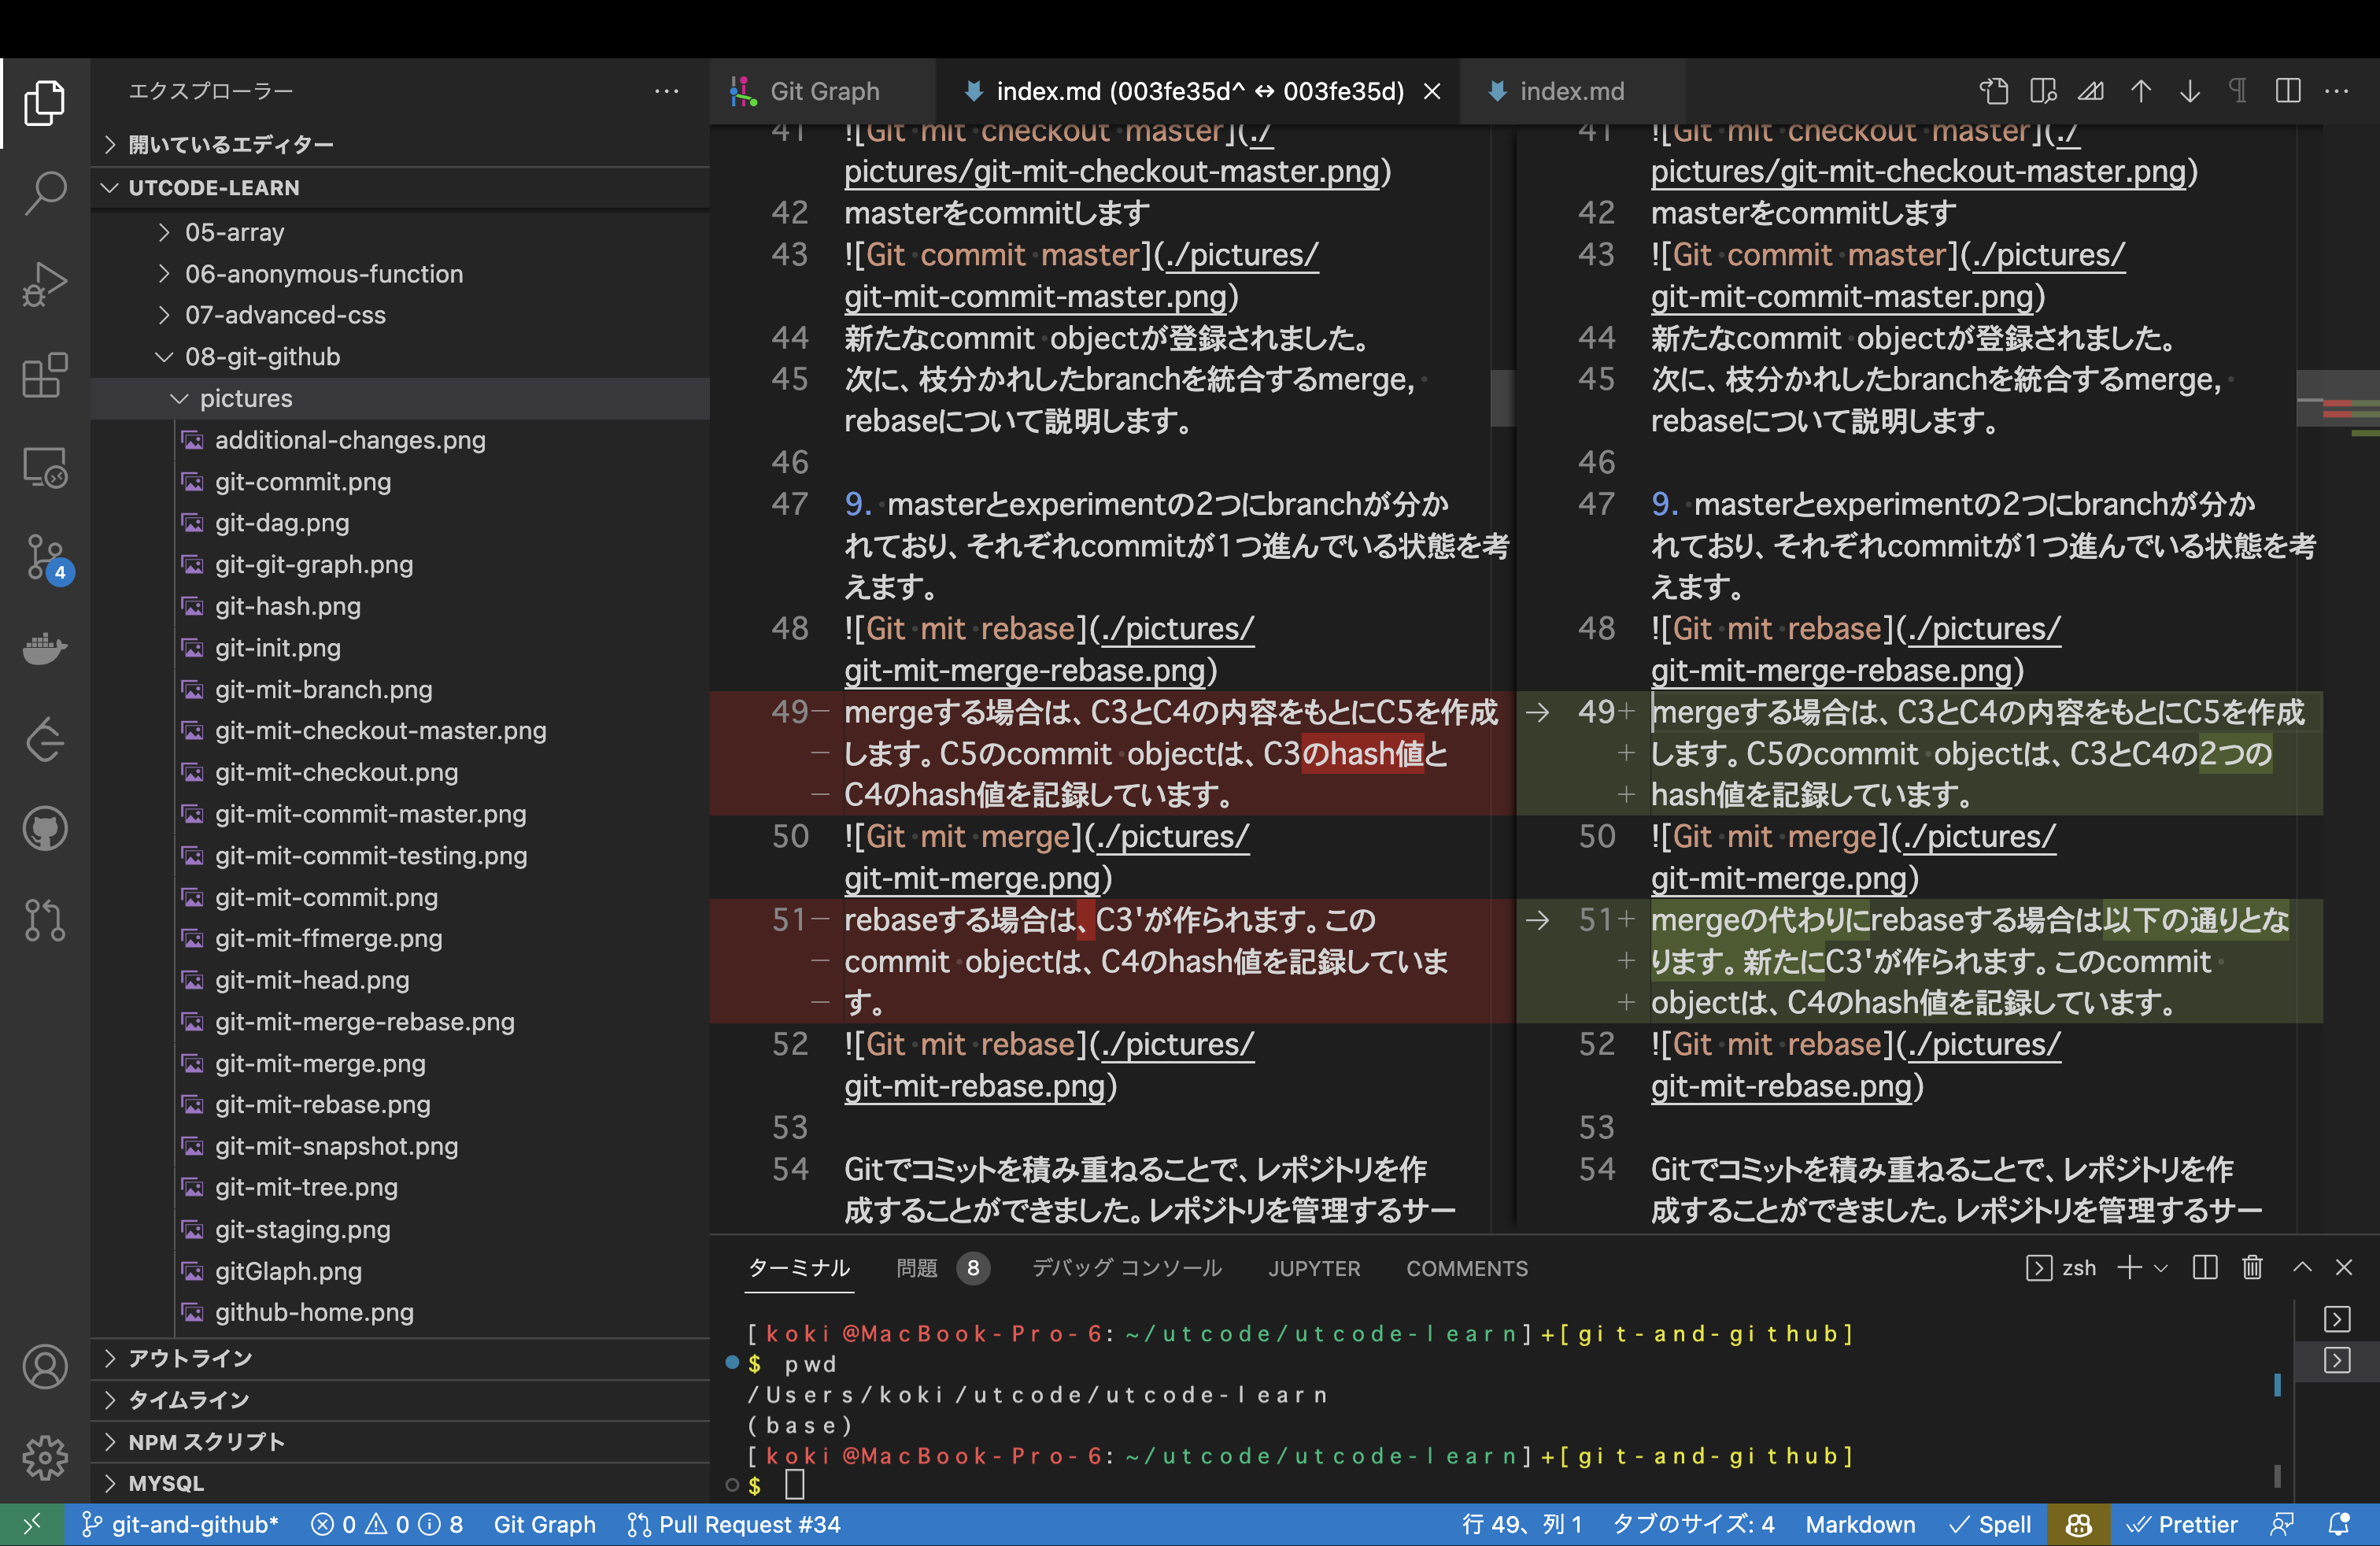 エクスプローラー
開いているエディター
UTCODE-LEARN
05-array
06-anonymous-function
07-advanced-css
08-git-github
pictures
additional-changes.png
git-commit.png
git-dag.png
git-git-graph.png
git-hash.png
git-init.png
git-mit-branch.png
git-mit-checkout-master.png
git-mit-checkout.png
git-mit-commit-master.png
git-mit-commit-testing.png
git-mit-commit.png
git-mit-ffmerge.png
git-mit-head.png
git-mit-merge-rebase.png
git-mit-merge.png
git-mit-rebase.png
git-mit-snapshot.png
git-mit-tree.png
git-staging.png
gitGlaph.png
github-home.png
アウトライン
タイムライン
NPM スクリプト
MYSQL
4
Git Graph
index.md (003fe35d^ ↔ 003fe35d)
index.md
41 ![Git mit checkout master](./
pictures/git-mit-checkout-master.png)
42 masterをcommitします
43 ![Git commit master](./pictures/
git-mit-commit-master.png)
44 新たなcommit objectが登録されました。
45 次に、枝分かれしたbranchを統合するmerge,
rebaseについて説明します。
46
47 9. masterとexperimentの2つにbranchが分か
れており、それぞれcommitが1つ進んでいる状態を考
えます。
48 ![Git mit rebase](./pictures/
git-mit-merge-rebase.png)
49− mergeする場合は、C3とC4の内容をもとにC5を作成
− します。C5のcommit objectは、C3のhash値と
− C4のhash値を記録しています。
50 ![Git mit merge](./pictures/
git-mit-merge.png)
51− rebaseする場合は、C3'が作られます。この
− commit objectは、C4のhash値を記録していま
− す。
52 ![Git mit rebase](./pictures/
git-mit-rebase.png)
53
54 Gitでコミットを積み重ねることで、レポジトリを作
成することができました。レポジトリを管理するサー
41 ![Git mit checkout master](./
pictures/git-mit-checkout-master.png)
42 masterをcommitします
43 ![Git commit master](./pictures/
git-mit-commit-master.png)
44 新たなcommit objectが登録されました。
45 次に、枝分かれしたbranchを統合するmerge,
rebaseについて説明します。
46
47 9. masterとexperimentの2つにbranchが分か
れており、それぞれcommitが1つ進んでいる状態を考
えます。
48 ![Git mit rebase](./pictures/
git-mit-merge-rebase.png)
→ 49+ mergeする場合は、C3とC4の内容をもとにC5を作成
+ します。C5のcommit objectは、C3とC4の2つの
+ hash値を記録しています。
50 ![Git mit merge](./pictures/
git-mit-merge.png)
→ 51+ mergeの代わりにrebaseする場合は以下の通りとな
+ ります。新たにC3'が作られます。このcommit
+ objectは、C4のhash値を記録しています。
52 ![Git mit rebase](./pictures/
git-mit-rebase.png)
53
54 Gitでコミットを積み重ねることで、レポジトリを作
成することができました。レポジトリを管理するサー
ターミナル 問題 8 デバッグ コンソール JUPYTER COMMENTS zsh
[koki@MacBook-Pro-6:~/utcode/utcode-learn]+[git-and-github]
$ pwd
/Users/koki/utcode/utcode-learn
(base)
[koki@MacBook-Pro-6:~/utcode/utcode-learn]+[git-and-github]
$
git-and-github* 0 0 8 Git Graph Pull Request #34 行 49、列 1 タブのサイズ: 4 Markdown Spell Prettier